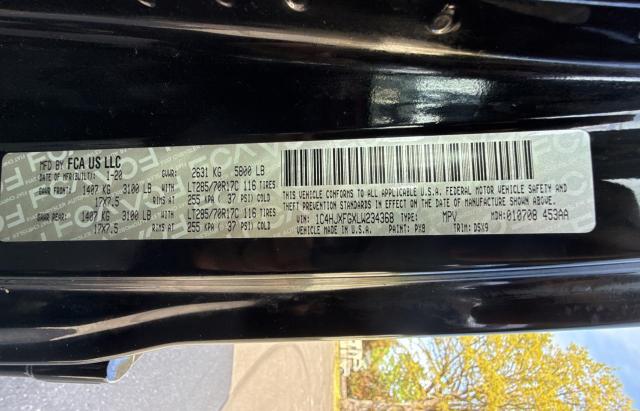 MFD BY FCA US LLC
DATE OF MFR(BUILT): 1-20 GVWR: 2631 KG 5800 LB
GAWR FRONT: 1407 KG 3100 LB WITH LT285/70R17C 116 TIRES
17X7.5 RIMS AT 255 KPA ( 37 PSI) COLD
GAWR REAR: 1407 KG 3100 LB WITH LT285/70R17C 116 TIRES
17X7.5 RIMS AT 255 KPA ( 37 PSI) COLD
THIS VEHICLE CONFORMS TO ALL APPLICABLE U.S.A. FEDERAL MOTOR VEHICLE SAFETY AND
THEFT PREVENTION STANDARDS IN EFFECT ON THE DATE OF MANUFACTURE SHOWN ABOVE.
VIN: 1C4HJXFGXLW234368 TYPE: MPV MDH: 010708 453AA
MADE IN U.S.A. PAINT: PX8 TRIM: D5X9